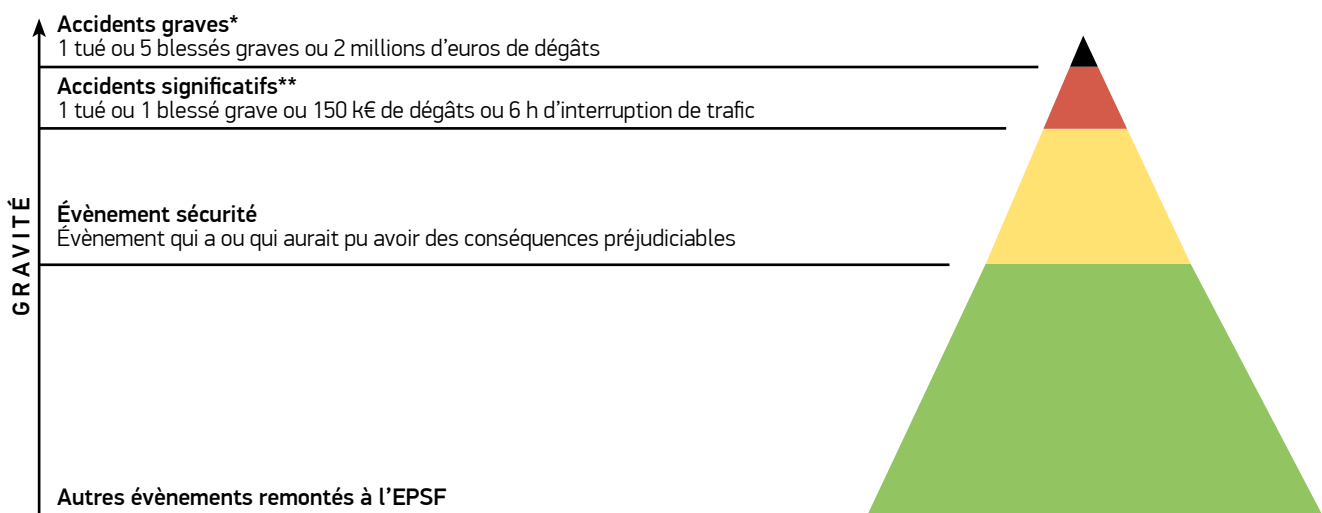 Accidents graves*
1 tué ou 5 blessés graves ou 2 millions d'euros de dégâts
Accidents significatifs**
1 tué ou 1 blessé grave ou 150 k€ de dégâts ou 6 h d'interruption de trafic
GRAVITÉ
Évènement sécurité
Évènement qui a ou qui aurait pu avoir des conséquences préjudiciables
Autres évènements remontés à l'EPSF